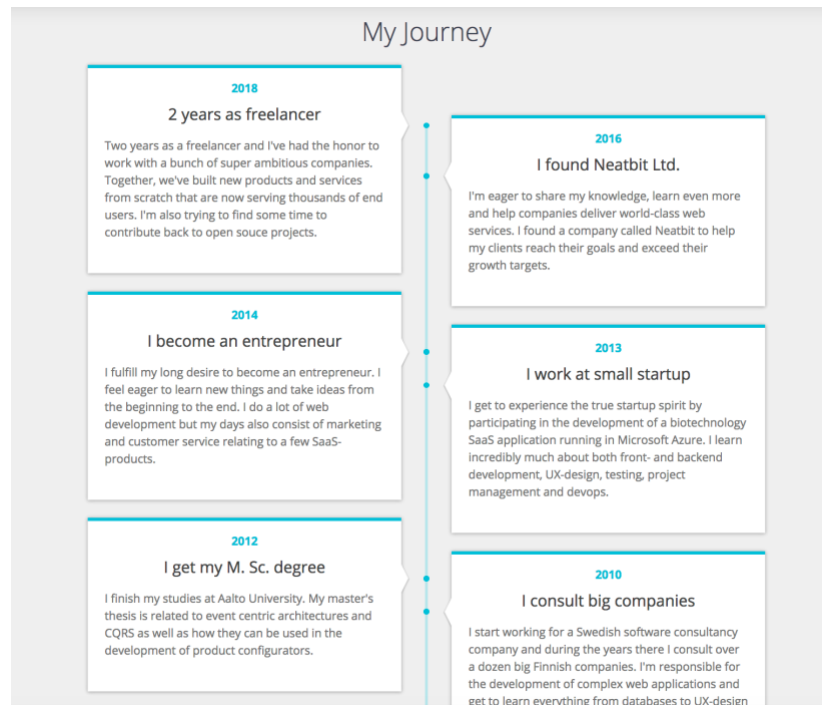 My Journey
2018
2 years as freelancer
Two years as a freelancer and I've had the honor to
work with a bunch of super ambitious companies.
Together, we've built new products and services
from scratch that are now serving thousands of end
users. I'm also trying to find some time to
contribute back to open souce projects.
2016
I found Neatbit Ltd.
I'm eager to share my knowledge, learn even more
and help companies deliver world-class web
services. I found a company called Neatbit to help
my clients reach their goals and exceed their
growth targets.
2014
I become an entrepreneur
I fulfill my long desire to become an entrepreneur. I
feel eager to learn new things and take ideas from
the beginning to the end. I do a lot of web
development but my days also consist of marketing
and customer service relating to a few SaaS-
products.
2013
I work at small startup
I get to experience the true startup spirit by
participating in the development of a biotechnology
SaaS application running in Microsoft Azure. I learn
incredibly much about both front- and backend
development, UX-design, testing, project
management and devops.
2012
I get my M. Sc. degree
I finish my studies at Aalto University. My master's
thesis is related to event centric architectures and
CQRS as well as how they can be used in the
development of product configurators.
2010
I consult big companies
I start working for a Swedish software consultancy
company and during the years there I consult over
a dozen big Finnish companies. I'm responsible for
the development of complex web applications and
get to learn everything from databases to UX-design